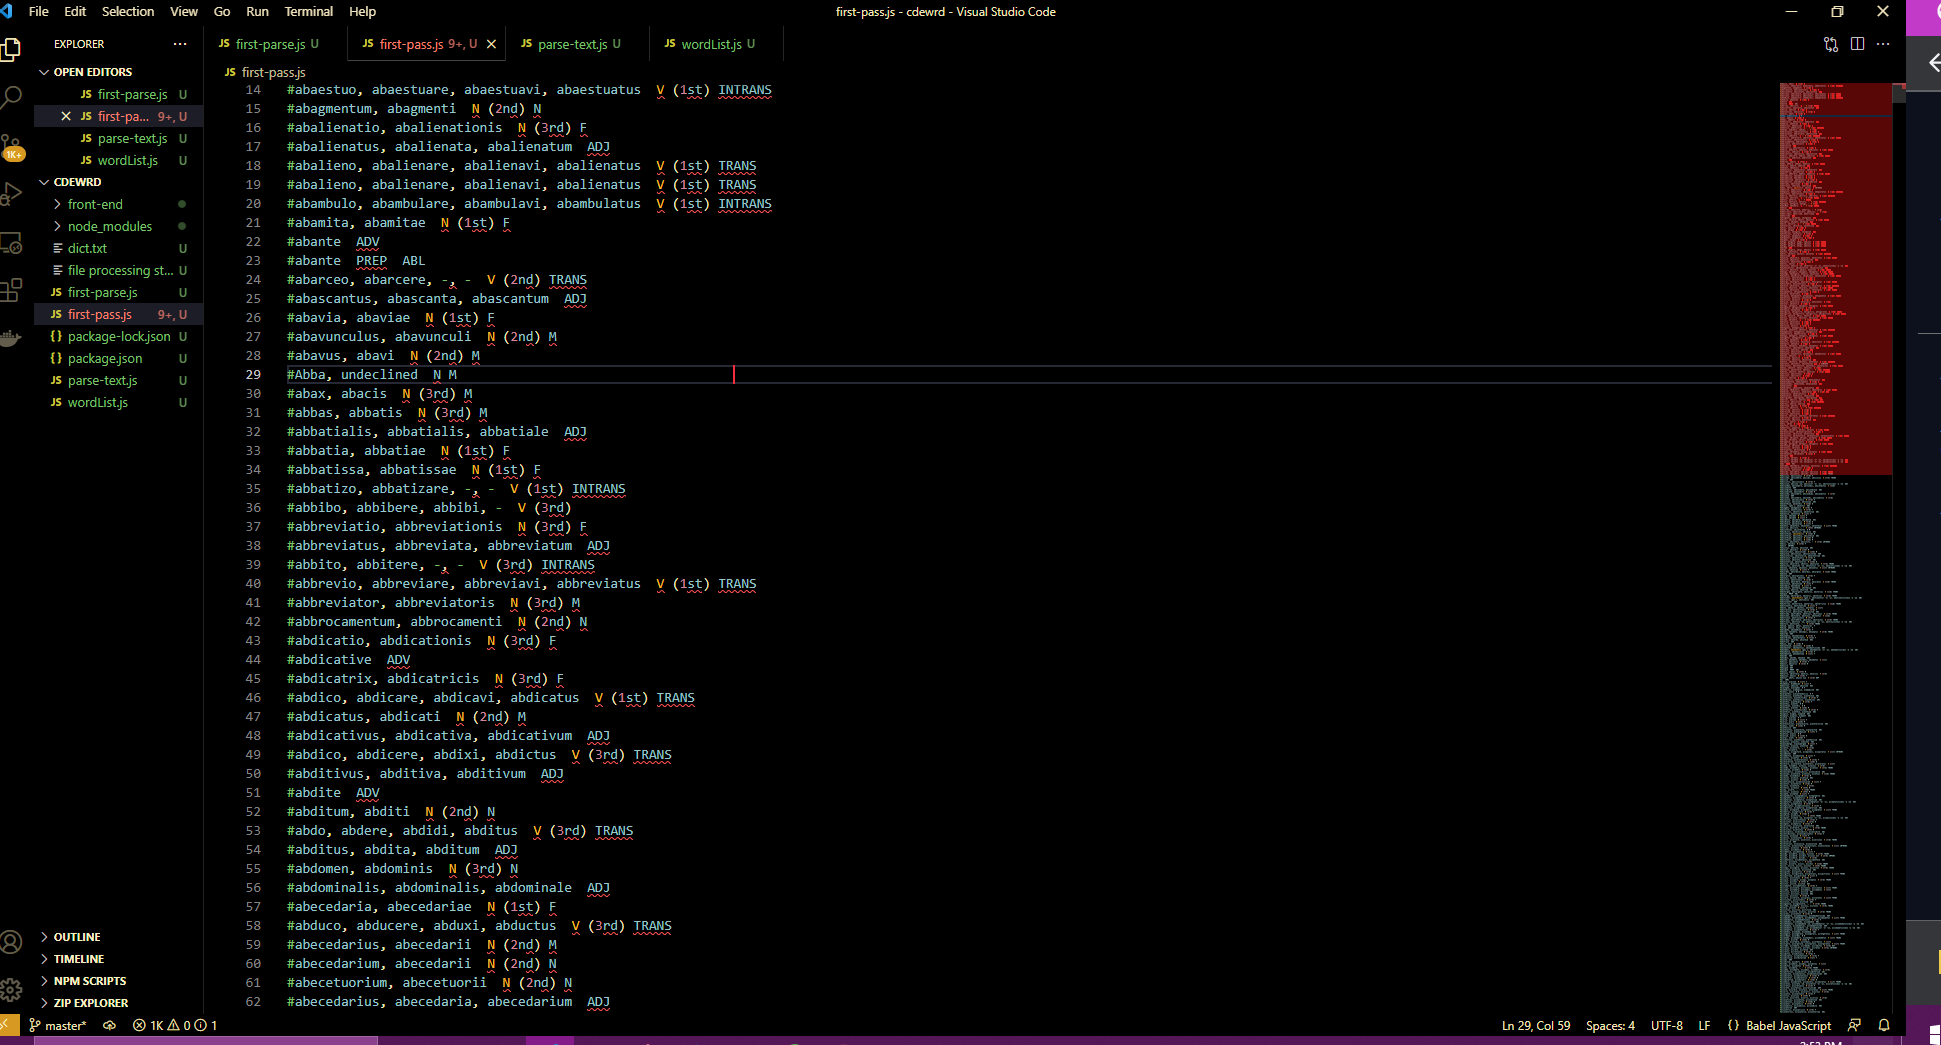 File Edit Selection View Go Run Terminal Help
first-pass.js - cdewrd - Visual Studio Code
EXPLORER
OPEN EDITORS
JS first-parse.js U
JS first-pa... 9+, U
JS parse-text.js U
JS wordList.js U
CDEWRD
front-end
node_modules
dict.txt U
file processing st... U
JS first-parse.js U
JS first-pass.js 9+, U
{} package-lock.json U
{} package.json U
JS parse-text.js U
JS wordList.js U
OUTLINE
TIMELINE
NPM SCRIPTS
ZIP EXPLORER
1K+
JS first-parse.js U JS first-pass.js 9+, U JS parse-text.js U JS wordList.js U
JS first-pass.js
14 #abaestuo, abaestuare, abaestuavi, abaestuatus  V (1st) INTRANS
15 #abagmentum, abagmenti  N (2nd) N
16 #abalienatio, abalienationis  N (3rd) F
17 #abalienatus, abalienata, abalienatum  ADJ
18 #abalieno, abalienare, abalienavi, abalienatus  V (1st) TRANS
19 #abalieno, abalienare, abalienavi, abalienatus  V (1st) TRANS
20 #abambulo, abambulare, abambulavi, abambulatus  V (1st) INTRANS
21 #abamita, abamitae  N (1st) F
22 #abante  ADV
23 #abante  PREP  ABL
24 #abarceo, abarcere, -, -  V (2nd) TRANS
25 #abascantus, abascanta, abascantum  ADJ
26 #abavia, abaviae  N (1st) F
27 #abavunculus, abavunculi  N (2nd) M
28 #abavus, abavi  N (2nd) M
29 #Abba, undeclined  N M
30 #abax, abacis  N (3rd) M
31 #abbas, abbatis  N (3rd) M
32 #abbatialis, abbatialis, abbatiale  ADJ
33 #abbatia, abbatiae  N (1st) F
34 #abbatissa, abbatissae  N (1st) F
35 #abbatizo, abbatizare, -, -  V (1st) INTRANS
36 #abbibo, abbibere, abbibi, -  V (3rd)
37 #abbreviatio, abbreviationis  N (3rd) F
38 #abbreviatus, abbreviata, abbreviatum  ADJ
39 #abbito, abbitere, -, -  V (3rd) INTRANS
40 #abbrevio, abbreviare, abbreviavi, abbreviatus  V (1st) TRANS
41 #abbreviator, abbreviatoris  N (3rd) M
42 #abbrocamentum, abbrocamenti  N (2nd) N
43 #abdicatio, abdicationis  N (3rd) F
44 #abdicative  ADV
45 #abdicatrix, abdicatricis  N (3rd) F
46 #abdico, abdicare, abdicavi, abdicatus  V (1st) TRANS
47 #abdicatus, abdicati  N (2nd) M
48 #abdicativus, abdicativa, abdicativum  ADJ
49 #abdico, abdicere, abdixi, abdictus  V (3rd) TRANS
50 #abditivus, abditiva, abditivum  ADJ
51 #abdite  ADV
52 #abditum, abditi  N (2nd) N
53 #abdo, abdere, abdidi, abditus  V (3rd) TRANS
54 #abditus, abdita, abditum  ADJ
55 #abdomen, abdominis  N (3rd) N
56 #abdominalis, abdominalis, abdominale  ADJ
57 #abecedaria, abecedariae  N (1st) F
58 #abduco, abducere, abduxi, abductus  V (3rd) TRANS
59 #abecedarius, abecedarii  N (2nd) M
60 #abecedarium, abecedarii  N (2nd) N
61 #abecetuorium, abecetuorii  N (2nd) N
62 #abecedarius, abecedaria, abecedarium  ADJ
master* 1K 0 1
Ln 29, Col 59 Spaces: 4 UTF-8 LF {} Babel JavaScript